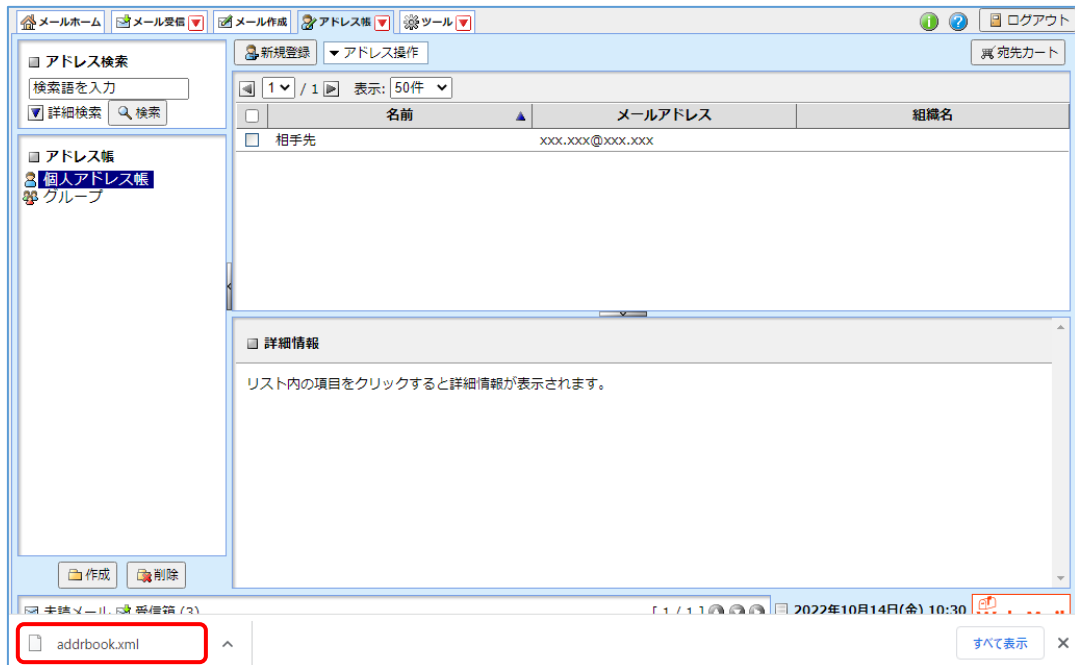 メールホーム メール受信 メール作成 アドレス帳 ツール ログアウト
アドレス検索
検索語を入力
詳細検索 検索
アドレス帳
個人アドレス帳
グループ
作成 削除
新規登録 ▼アドレス操作 宛先カート
1 / 1 表示: 50件
名前 メールアドレス 組織名
相手先 xxx.xxx@xxx.xxx
詳細情報
リスト内の項目をクリックすると詳細情報が表示されます。
未読メール 受信箱 (3) [ 1 / 1 ] 2022年10月14日(金) 10:30
addrbook.xml すべて表示